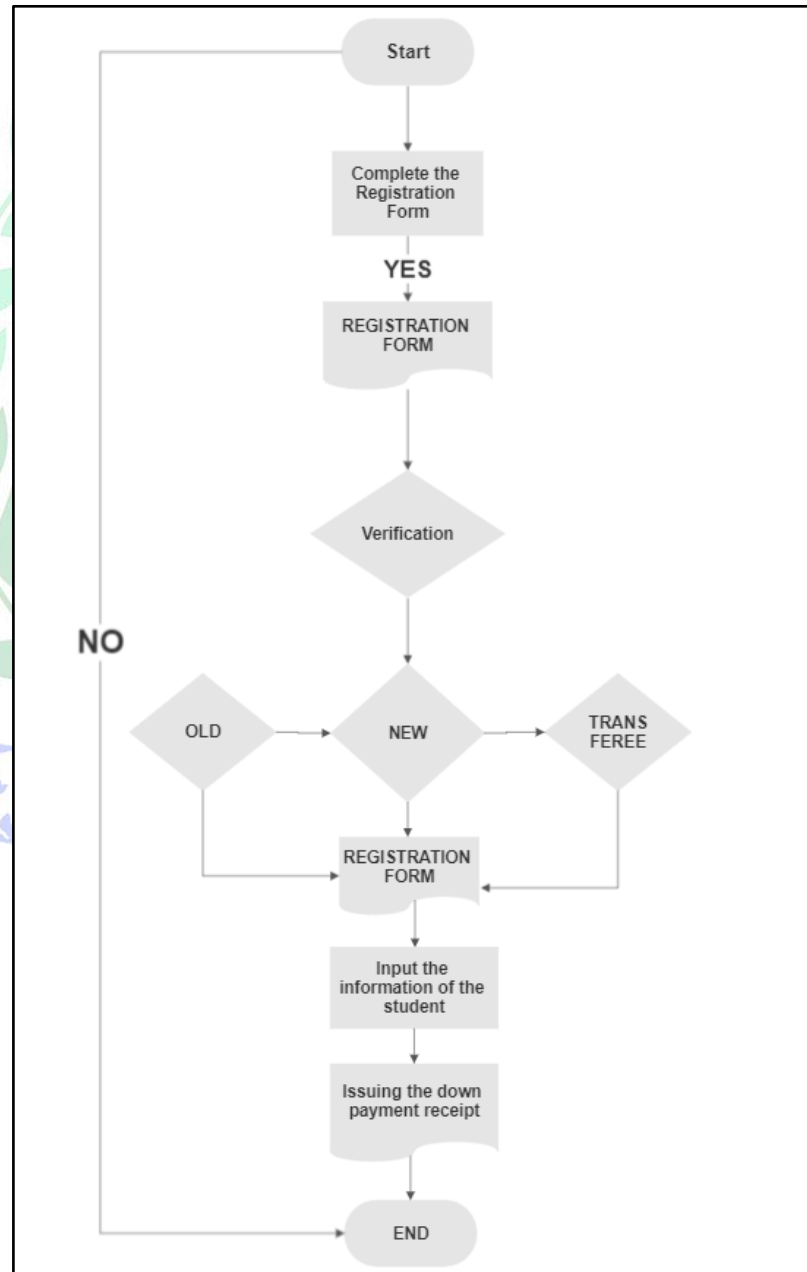 Start
Complete the
Registration
Form
YES
REGISTRATION
FORM
Verification
NO
OLD
NEW
TRANS
FEREE
REGISTRATION
FORM
Input the
information of the
student
Issuing the down
payment receipt
END